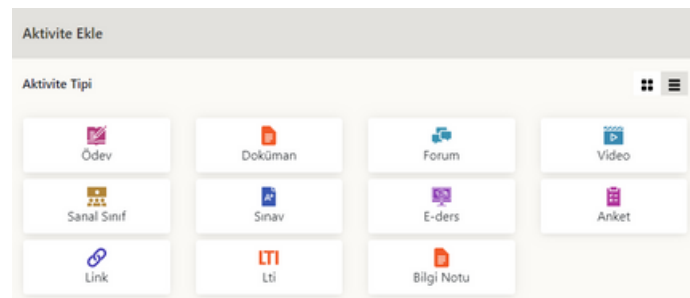 Aktivite Ekle
Aktivite Tipi
Ödev
Doküman
Forum
Video
Sanal Sınıf
Sınav
E-ders
Anket
Link
LTI
Lti
Bilgi Notu